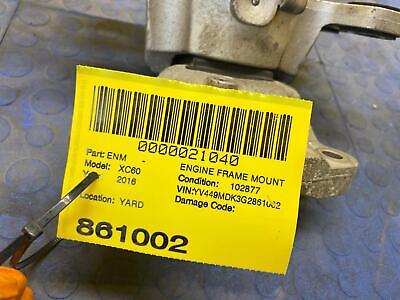 0000021040
Part: ENM - ENGINE FRAME MOUNT
Model: XC60 Condition: 102877
2016 VIN:YV449MDK3G2861002
Location: YARD Damage Code:
861002